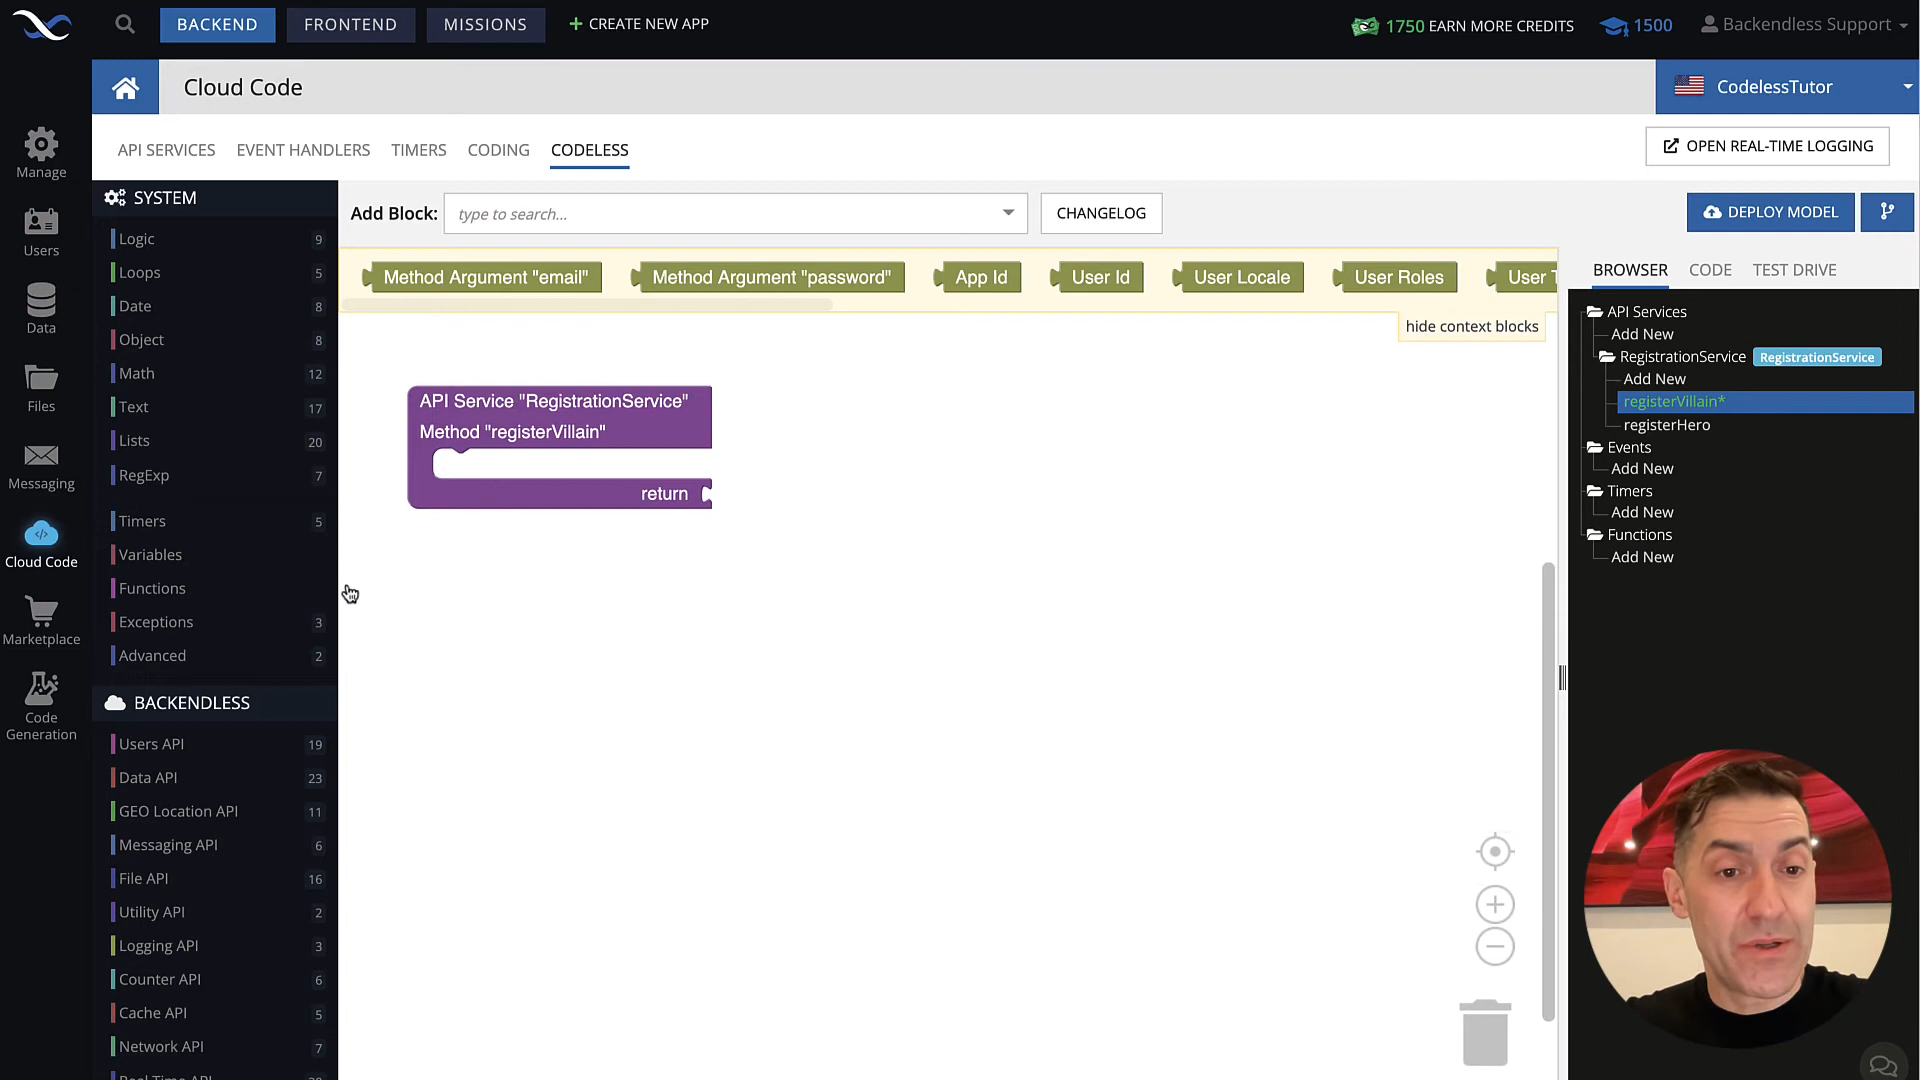 BACKEND
FRONTEND
MISSIONS
+ CREATE NEW APP
1750 EARN MORE CREDITS
1500
Backendless Support
Cloud Code
CodelessTutor
API SERVICES
EVENT HANDLERS
TIMERS
CODING
CODELESS
OPEN REAL-TIME LOGGING
Manage
Users
Data
Files
Messaging
Cloud Code
Marketplace
Code
Generation
SYSTEM
Logic 9
Loops 5
Date 8
Object 8
Math 12
Text 17
Lists 20
RegExp 7
Timers 5
Variables
Functions
Exceptions 3
Advanced 2
BACKENDLESS
Users API 19
Data API 23
GEO Location API 11
Messaging API 6
File API 16
Utility API 2
Logging API 3
Counter API 6
Cache API 5
Network API 7
Real Time API
Add Block:
type to search...
CHANGELOG
DEPLOY MODEL
Method Argument "email"
Method Argument "password"
App Id
User Id
User Locale
User Roles
User T
hide context blocks
API Service "RegistrationService"
Method "registerVillain"
return
BROWSER
CODE
TEST DRIVE
API Services
Add New
RegistrationService RegistrationService
Add New
registerVillain*
registerHero
Events
Add New
Timers
Add New
Functions
Add New